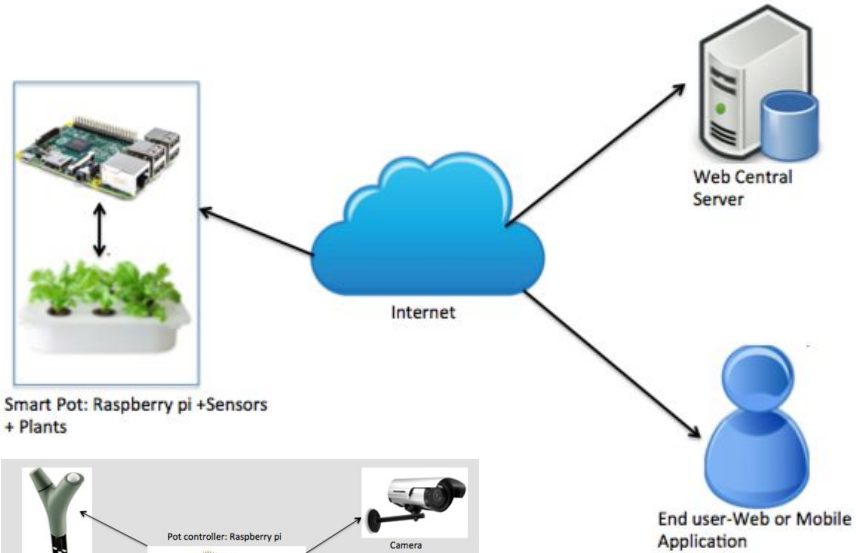 Web Central
Server
Internet
Smart Pot: Raspberry pi +Sensors
+ Plants
Pot controller: Raspberry pi
Camera
End user-Web or Mobile
Application